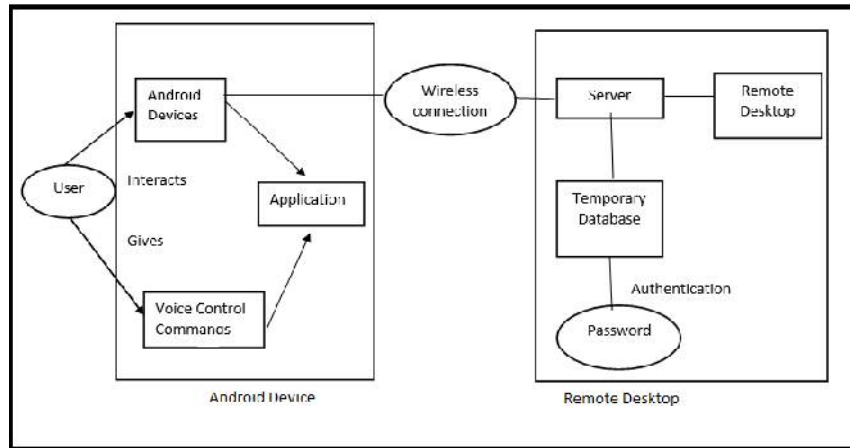 Android
Devices
Wireless
connection
Server
Remote
Desktop
User
Interacts
Application
Temporary
Database
Gives
Authentication
Voice Control
Commands
Password
Android Device
Remote Desktop